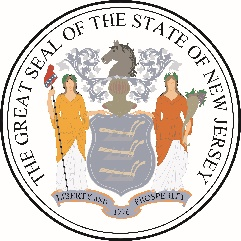 THE GREAT SEAL OF THE STATE OF NEW JERSEY
LIBERTY AND PROSPERITY
1776